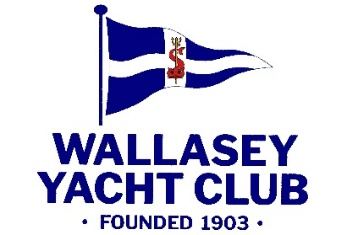 WALLASEY
YACHT CLUB
• FOUNDED 1903 •